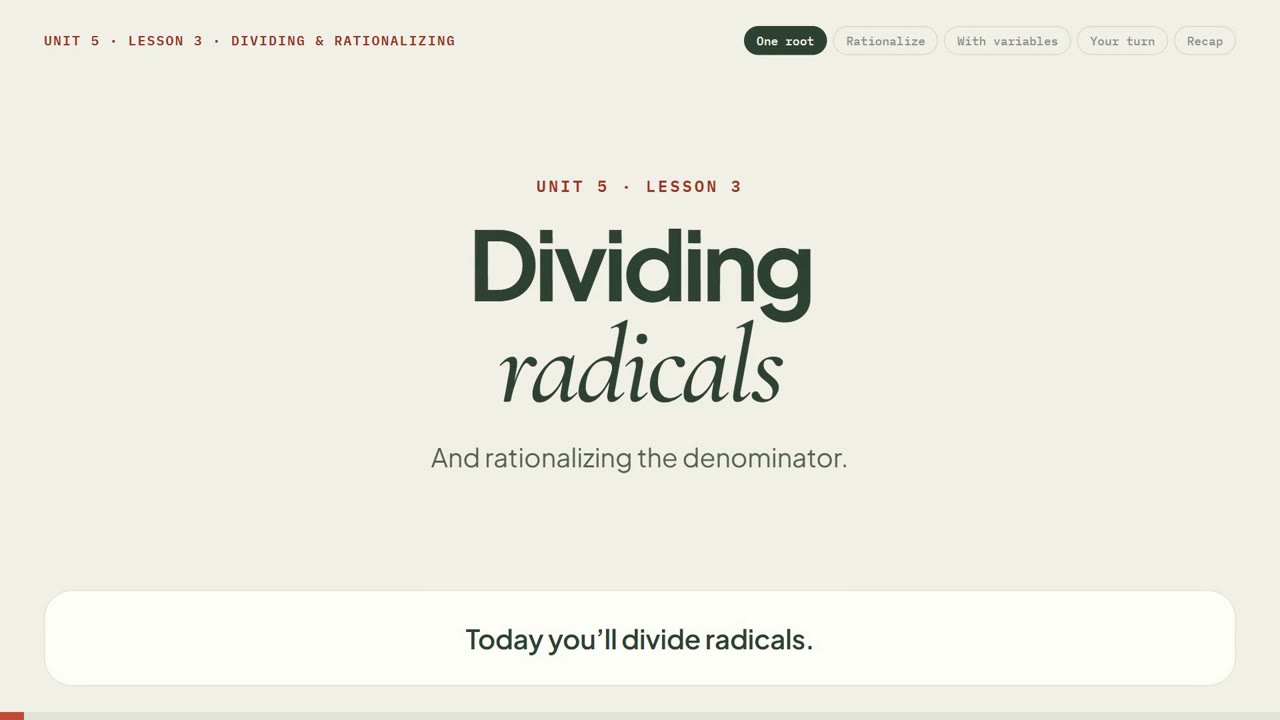 UNIT 5 · LESSON 3 · DIVIDING & RATIONALIZING
One root
Rationalize
With variables
Your turn
Recap
UNIT 5 · LESSON 3
Dividing
radicals
And rationalizing the denominator.
Today you’ll divide radicals.